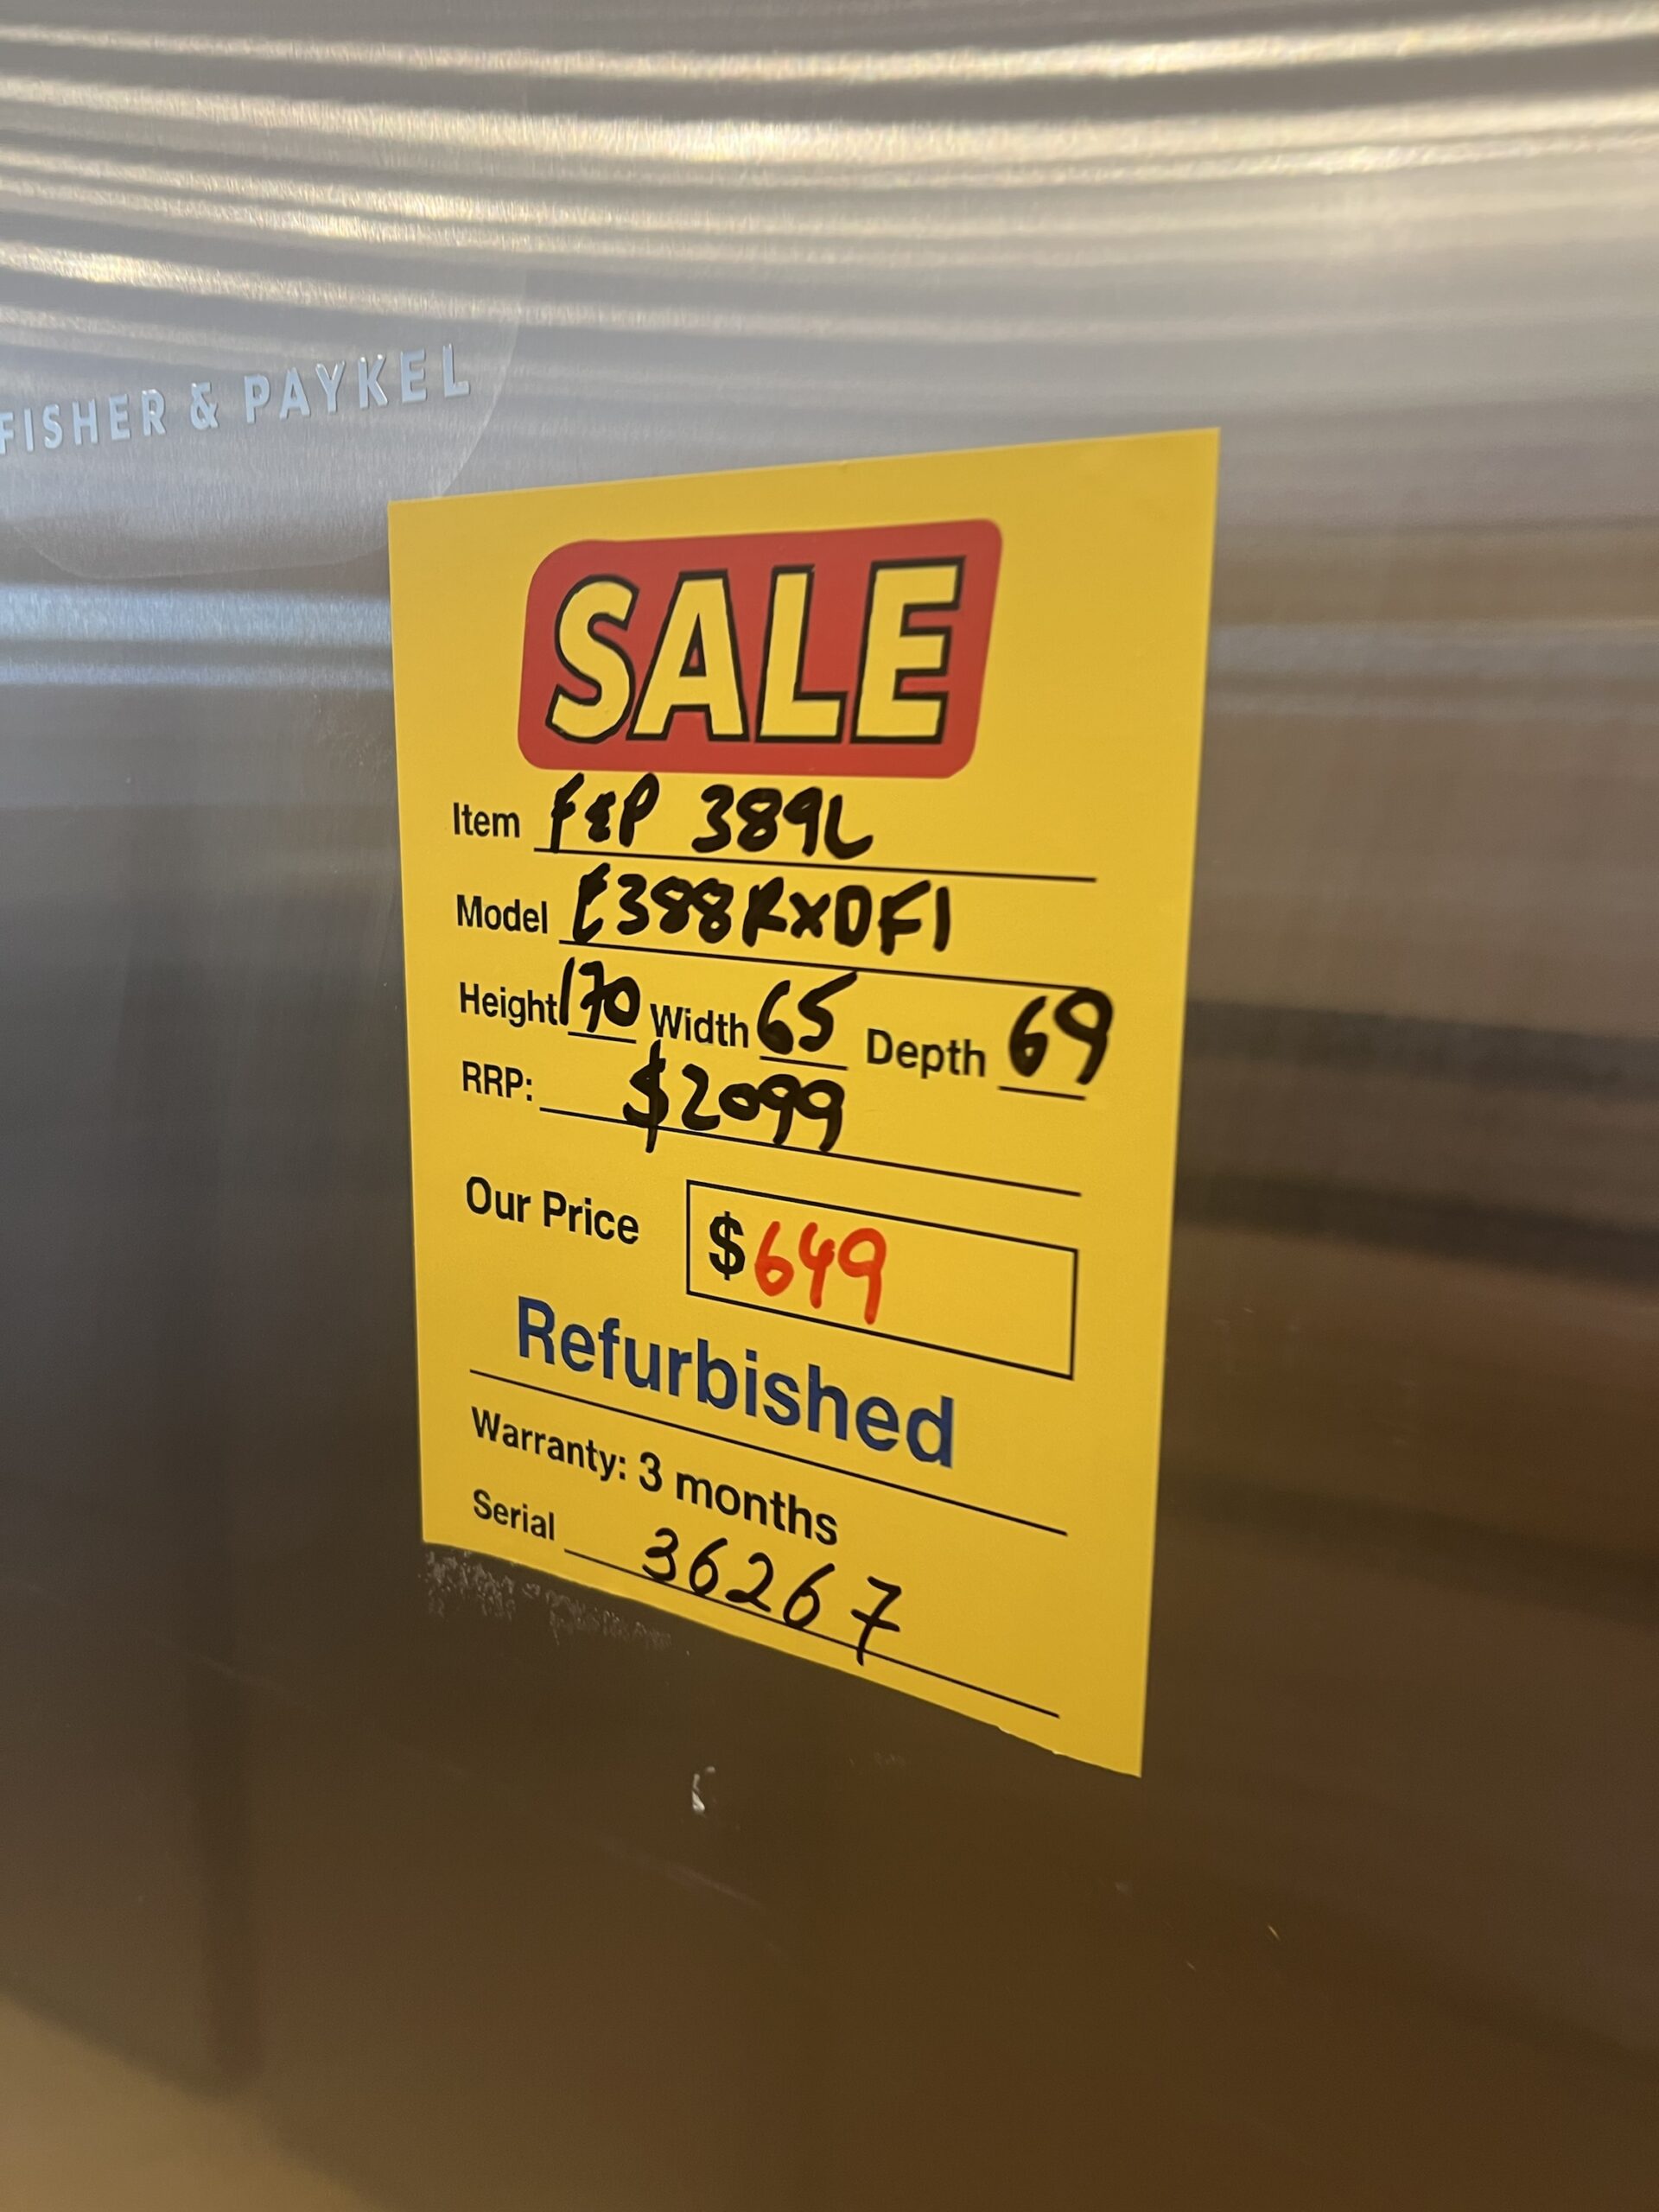 FISHER & PAYKEL
SALE
Item F&P 389L
Model E388RXDF1
Height 170 Width 65 Depth 69
RRP: $2099
Our Price $649
Refurbished
Warranty: 3 months
Serial 36267